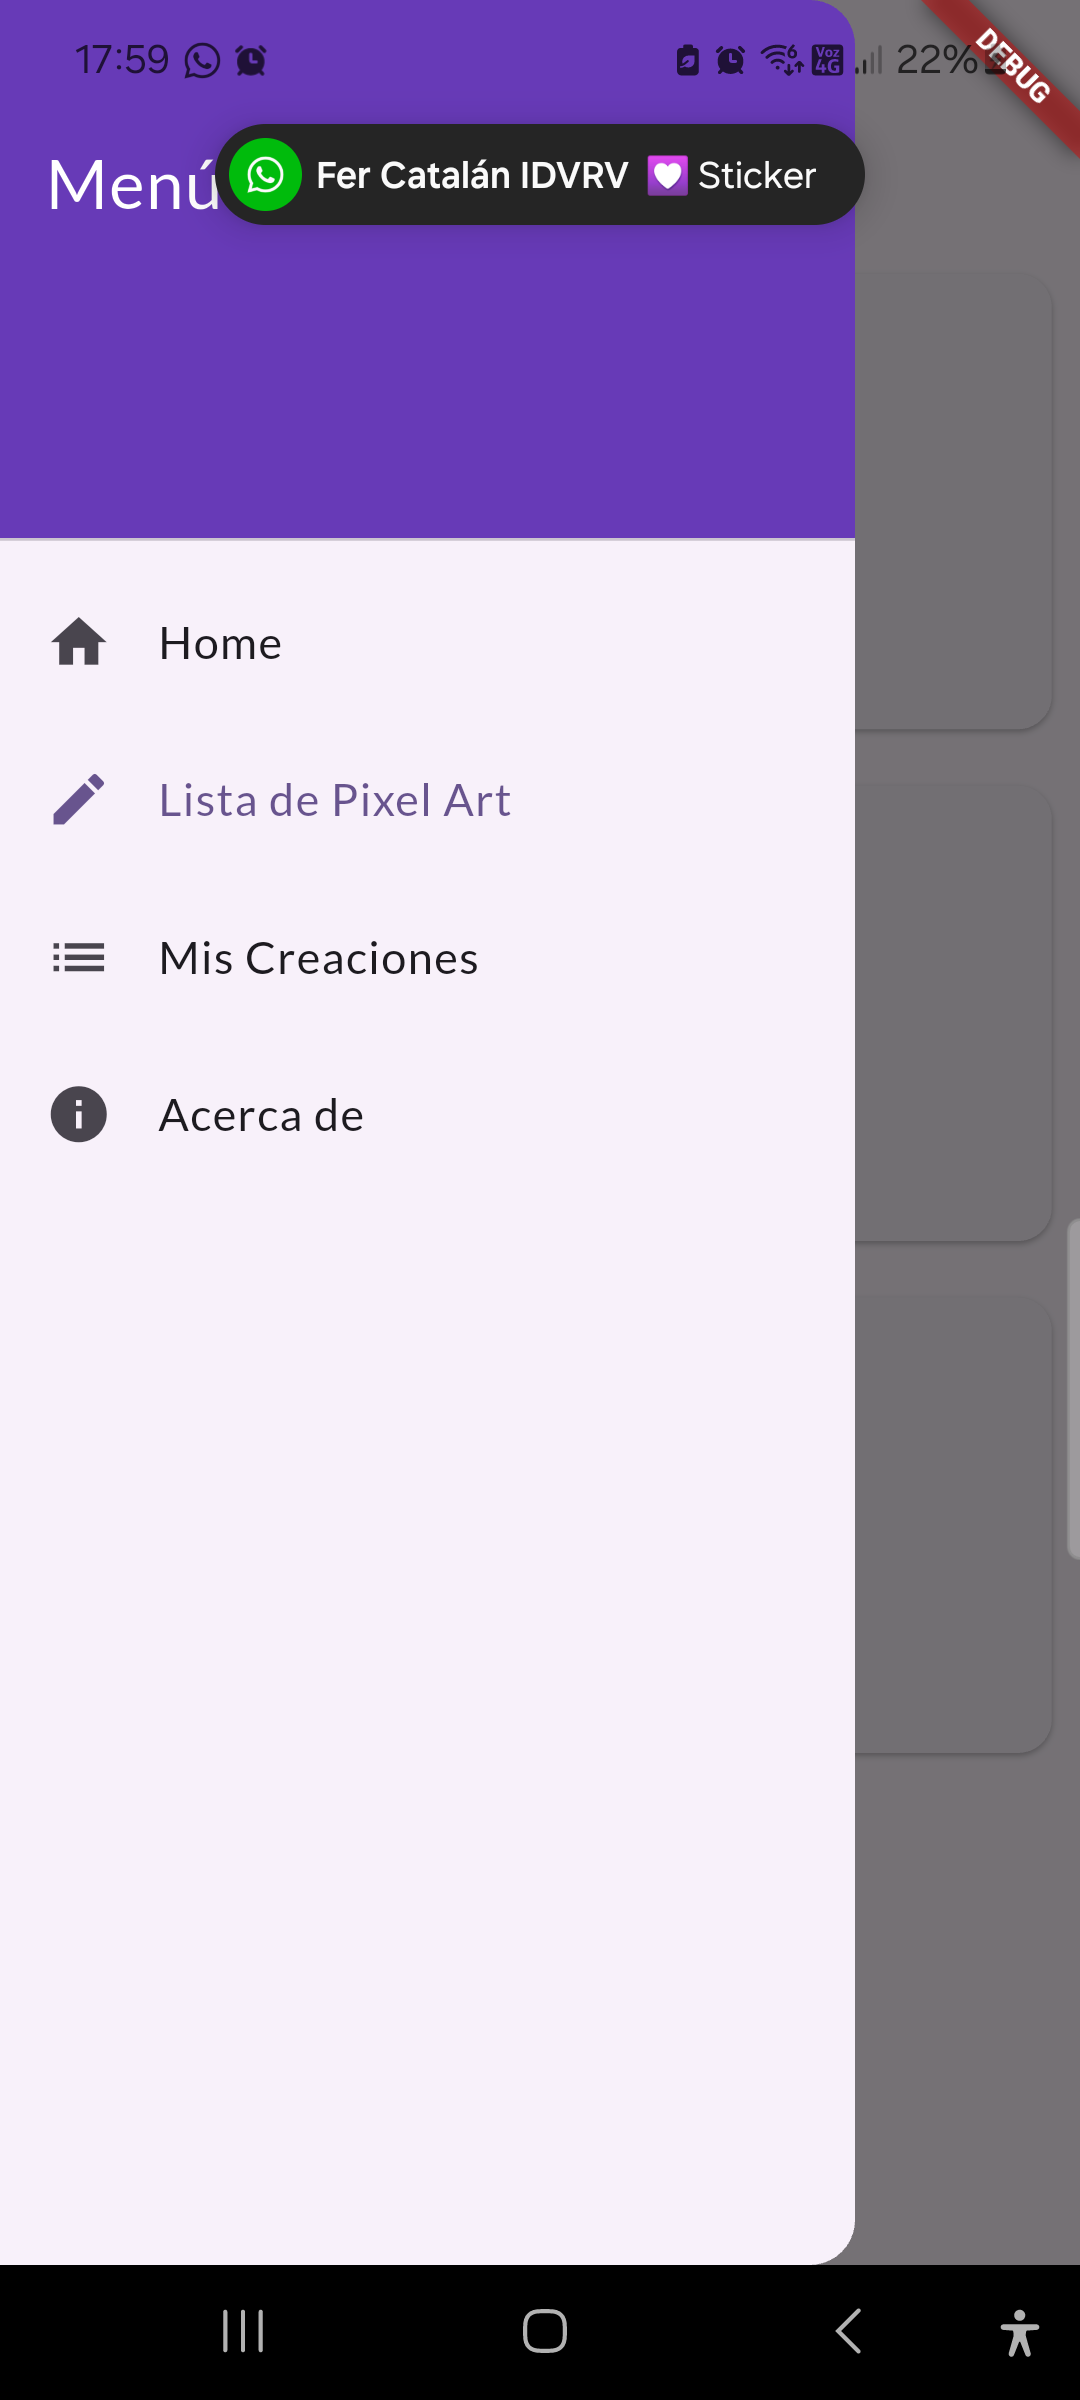 17:59
6 Voz 4G 22%
DEBUG
Menú
Fer Catalán IDVRV 💟 Sticker
Home
Lista de Pixel Art
Mis Creaciones
Acerca de